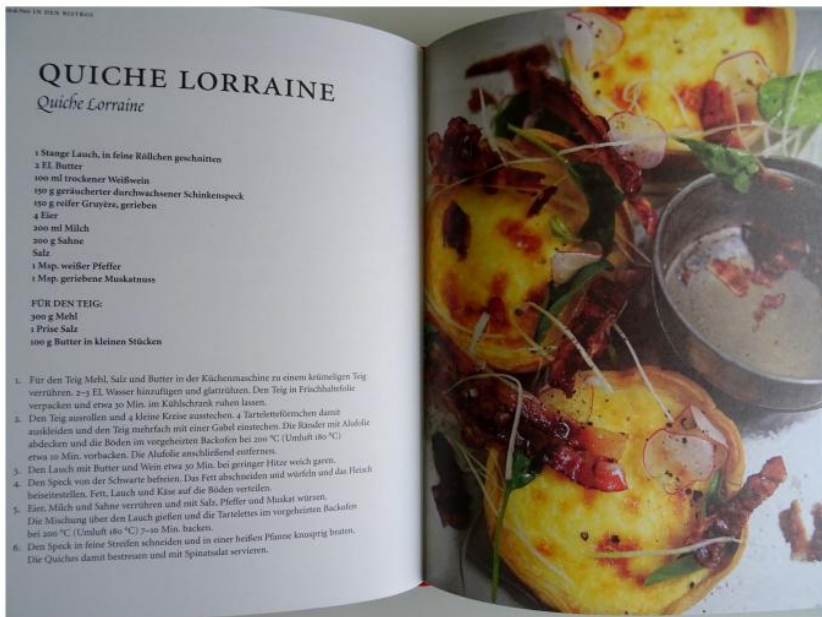 IN DEN BISTROS
QUICHE LORRAINE
Quiche Lorraine
1 Stange Lauch, in feine Röllchen geschnitten
2 EL Butter
100 ml trockener Weißwein
150 g geräucherter durchwachsener Schinkenspeck
150 g reifer Gruyère, gerieben
4 Eier
200 ml Milch
200 g Sahne
Salz
1 Msp. weißer Pfeffer
1 Msp. geriebene Muskatnuss
FÜR DEN TEIG:
300 g Mehl
1 Prise Salz
100 g Butter in kleinen Stücken
1. Für den Teig Mehl, Salz und Butter in der Küchenmaschine zu einem krümeligen Teig
verrühren. 2–3 EL Wasser hinzufügen und glattrühren. Den Teig in Frischhaltefolie
verpacken und etwa 30 Min. im Kühlschrank ruhen lassen.
2. Den Teig ausrollen und 4 kleine Kreise ausstechen. 4 Tarteletteförmchen damit
auskleiden und den Teig mehrfach mit einer Gabel einstechen. Die Ränder mit Alufolie
abdecken und die Böden im vorgeheizten Backofen bei 200 °C (Umluft 180 °C)
etwa 10 Min. vorbacken. Die Alufolie anschließend entfernen.
3. Den Lauch mit Butter und Wein etwa 30 Min. bei geringer Hitze weich garen.
4. Den Speck von der Schwarte befreien. Das Fett abschneiden und würfeln und das Fleisch
beiseitestellen. Fett, Lauch und Käse auf die Böden verteilen.
5. Eier, Milch und Sahne verrühren und mit Salz, Pfeffer und Muskat würzen.
Die Mischung über den Lauch gießen und die Tartelettes im vorgeheizten Backofen
bei 200 °C (Umluft 180 °C) 7–10 Min. backen.
6. Den Speck in feine Streifen schneiden und in einer heißen Pfanne knusprig braten.
Die Quiches damit bestreuen und mit Spinatsalat servieren.